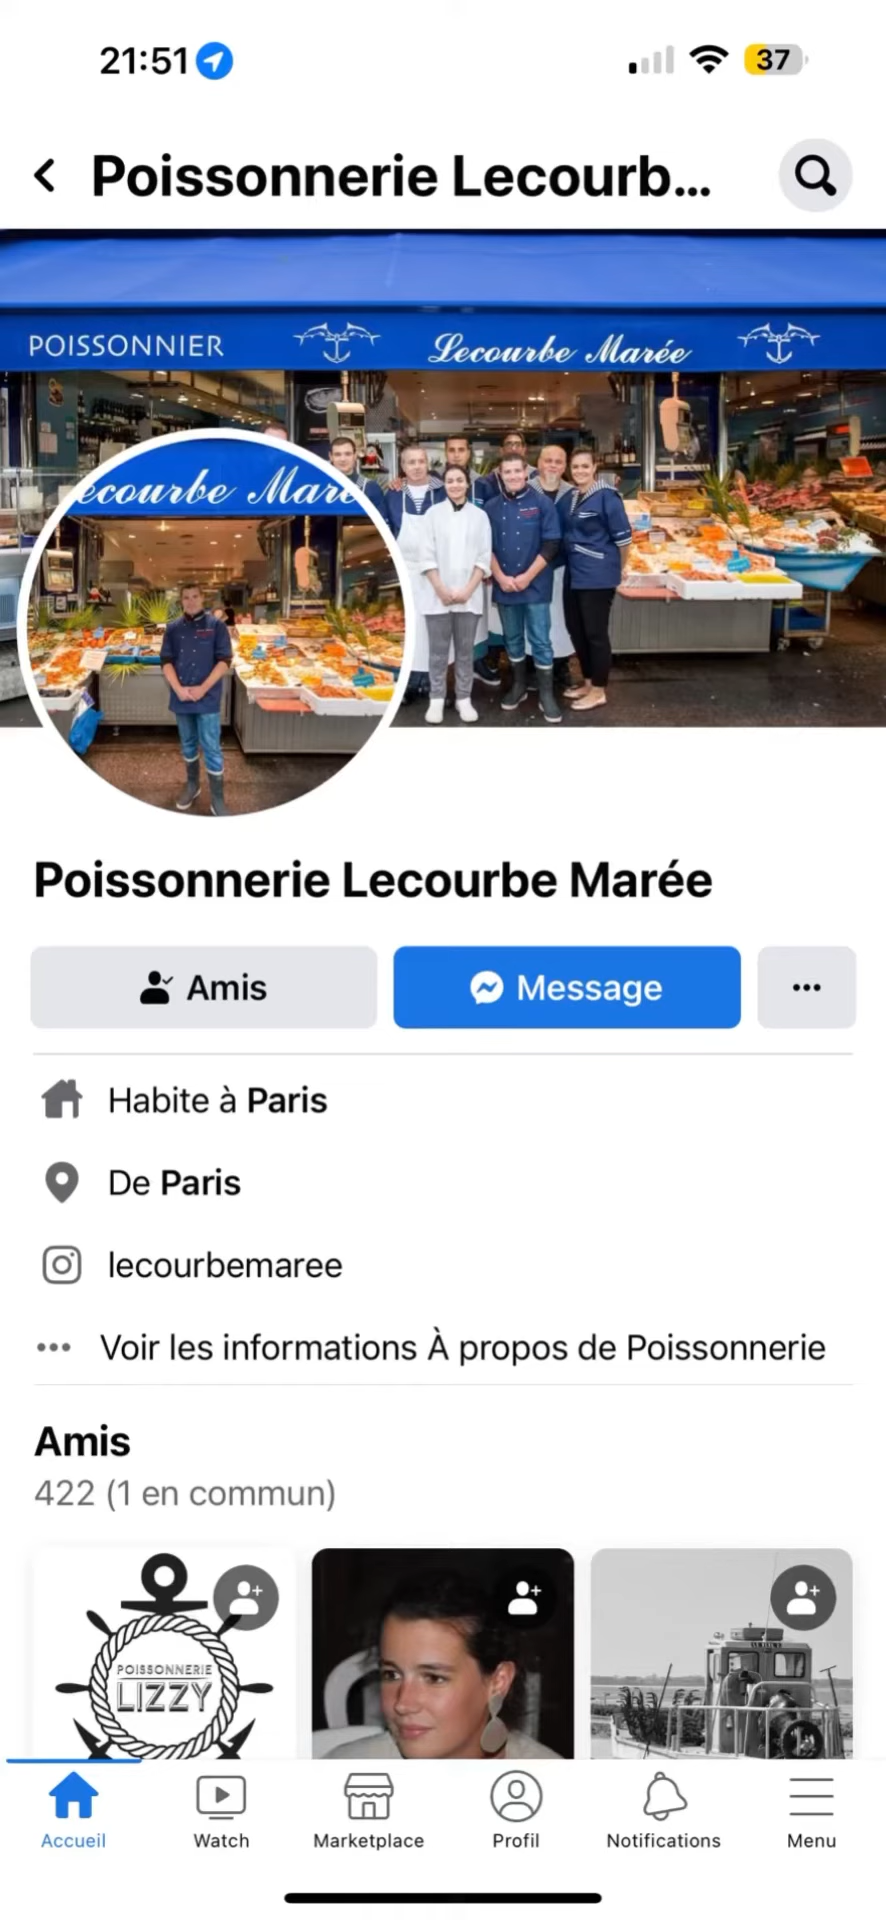 21:51
37
Poissonnerie Lecourb...
POISSONNIER
Lecourbe Marée
ecourbe Maré
Poissonnerie Lecourbe Marée
Amis
Message
Habite à Paris
De Paris
lecourbemaree
Voir les informations À propos de Poissonnerie
Amis
422 (1 en commun)
POISSONNERIE
LIZZY
Accueil
Watch
Marketplace
Profil
Notifications
Menu